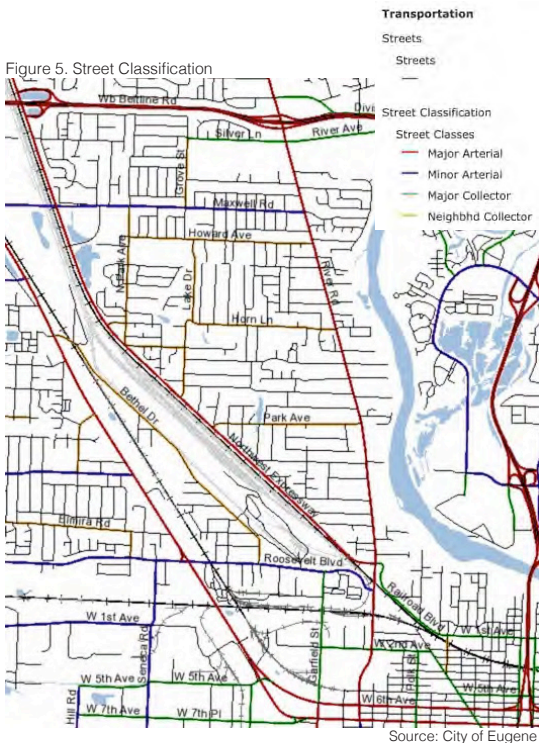 Transportation
Streets
Streets
Figure 5. Street Classification
Street Classification
Street Classes
Major Arterial
Minor Arterial
Major Collector
Neighbhd Collector
Wb Beltline Rd
Divi
Silver Ln
River Ave
Grove St
Maxwell Rd
Howard Ave
N Park Ave
Lake Dr
River Rd
Horn Ln
Bethel Dr
Park Ave
Northwest Expressway
Elmira Rd
Roosevelt Blvd
Railroad Blvd
W 1st Ave
W 1st Ave
Seneca Rd
Garfield St
W 2nd Ave
Polk St
W 5th Ave
W 5th Ave
W 5th Ave
W 6th Ave
Hill Rd
W 7th Ave
W 7th Pl
Source: City of Eugene